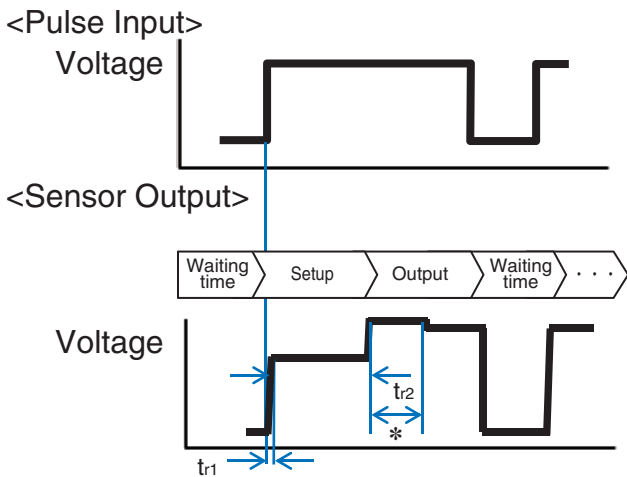 <Pulse Input>
Voltage
<Sensor Output>
Waiting time
Setup
Output
Waiting time
· · ·
Voltage
tr2
*
tr1